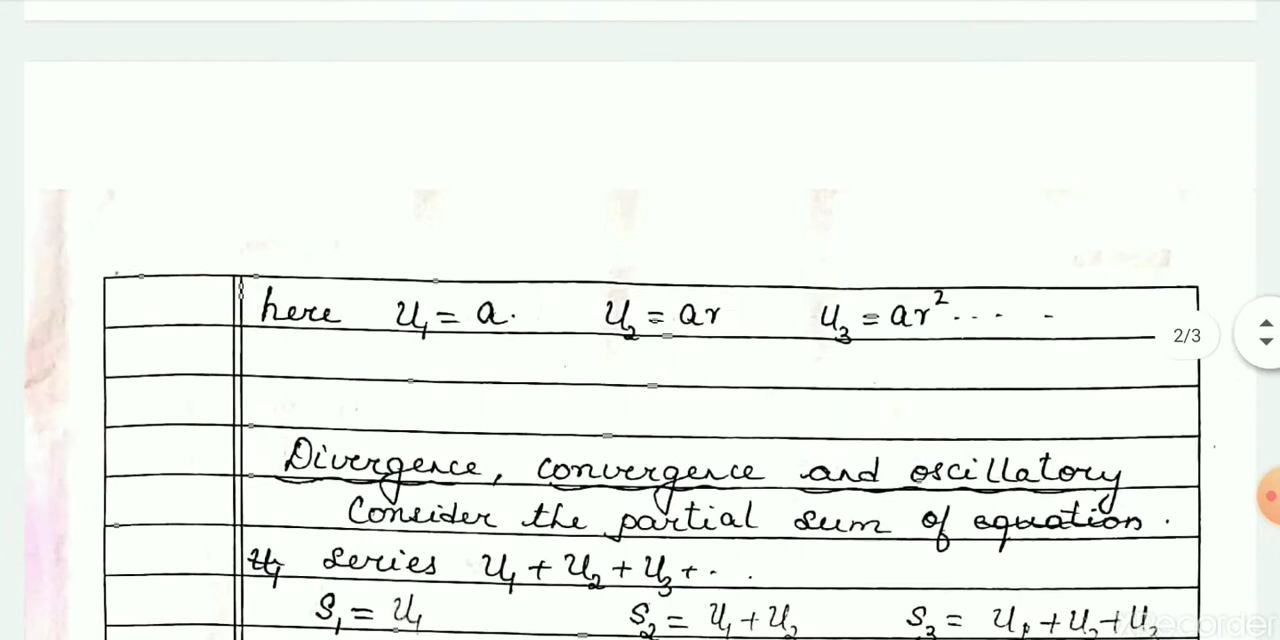 here u₁ = a. u₂ = ar u₃ = ar² .... -
2/3
Divergence, convergence and oscillatory
Consider the partial sum of equation.
series u₁ + u₂ + u₃ + ...
S₁ = u₁ S₂ = u₁ + u₂ S₃ = u₁ + u₂ + u₃
Recorder